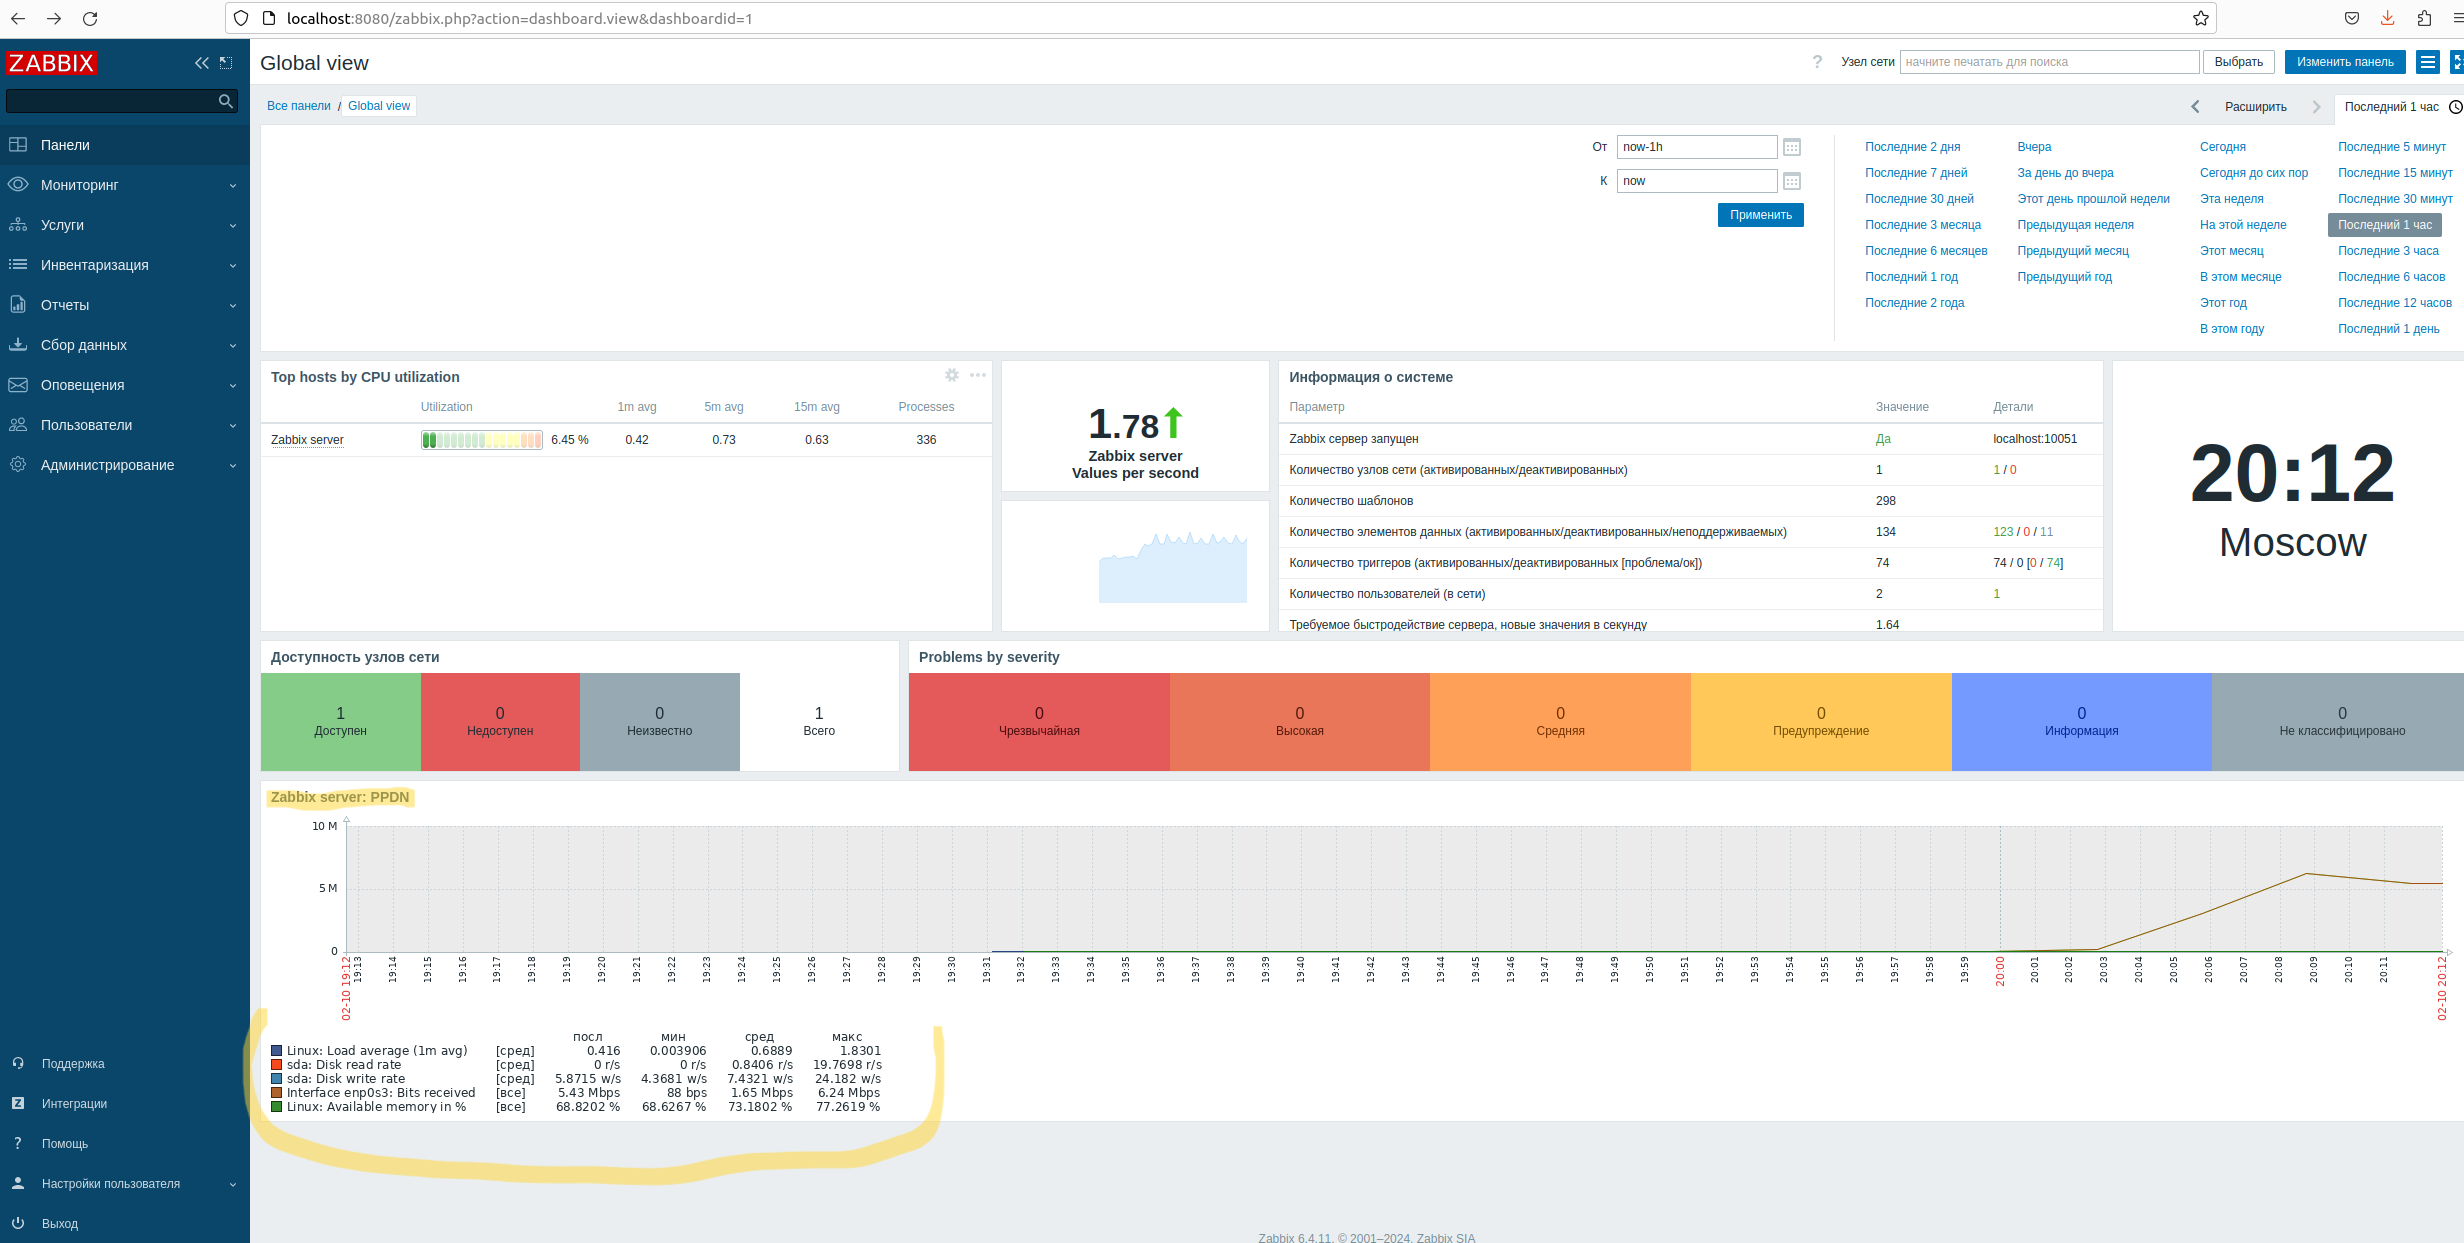 localhost:8080/zabbix.php?action=dashboard.view&dashboardid=1
ZABBIX
Панели
Мониторинг
Услуги
Инвентаризация
Отчеты
Сбор данных
Оповещения
Пользователи
Администрирование
Поддержка
Z Интеграции
? Помощь
Настройки пользователя
Выход
Global view
? Узел сети начните печатать для поиска Выбрать Изменить панель
Все панели / Global view
Расширить Последний 1 час
От now-1h
К now
Применить
Последние 2 дня Вчера Сегодня Последние 5 минут
Последние 7 дней За день до вчера Сегодня до сих пор Последние 15 минут
Последние 30 дней Этот день прошлой недели Эта неделя Последние 30 минут
Последние 3 месяца Предыдущая неделя На этой неделе Последний 1 час
Последние 6 месяцев Предыдущий месяц Этот месяц Последние 3 часа
Последний 1 год Предыдущий год В этом месяце Последние 6 часов
Последние 2 года Этот год Последние 12 часов
В этом году Последний 1 день
Top hosts by CPU utilization
Utilization 1m avg 5m avg 15m avg Processes
Zabbix server 6.45 % 0.42 0.73 0.63 336
1.78
Zabbix server
Values per second
Информация о системе
Параметр Значение Детали
Zabbix сервер запущен Да localhost:10051
Количество узлов сети (активированных/деактивированных) 1 1 / 0
Количество шаблонов 298
Количество элементов данных (активированных/деактивированных/неподдерживаемых) 134 123 / 0 / 11
Количество триггеров (активированных/деактивированных [проблема/ок]) 74 74 / 0 [0 / 74]
Количество пользователей (в сети) 2 1
Требуемое быстродействие сервера, новые значения в секунду 1.64
20:12
Moscow
Доступность узлов сети
1 0 0 1
Доступен Недоступен Неизвестно Всего
Problems by severity
0 0 0 0 0 0
Чрезвычайная Высокая Средняя Предупреждение Информация Не классифицировано
Zabbix server: PPDN
10 M
5 M
0
02-10 19:12 19:13 19:14 19:15 19:16 19:17 19:18 19:19 19:20 19:21 19:22 19:23 19:24 19:25 19:26 19:27 19:28 19:29 19:30 19:31 19:32 19:33 19:34 19:35 19:36 19:37 19:38 19:39 19:40 19:41 19:42 19:43 19:44 19:45 19:46 19:47 19:48 19:49 19:50 19:51 19:52 19:53 19:54 19:55 19:56 19:57 19:58 19:59 20:00 20:01 20:02 20:03 20:04 20:05 20:06 20:07 20:08 20:09 20:10 20:11 02-10 20:12
посл мин сред макс
Linux: Load average (1m avg) [сред] 0.416 0.003906 0.6889 1.8301
sda: Disk read rate [сред] 0 r/s 0 r/s 0.8406 r/s 19.7698 r/s
sda: Disk write rate [сред] 5.8715 w/s 4.3681 w/s 7.4321 w/s 24.182 w/s
Interface enp0s3: Bits received [все] 5.43 Mbps 88 bps 1.65 Mbps 6.24 Mbps
Linux: Available memory in % [все] 68.8202 % 68.6267 % 73.1802 % 77.2619 %
Zabbix 6.4.11. © 2001–2024, Zabbix SIA